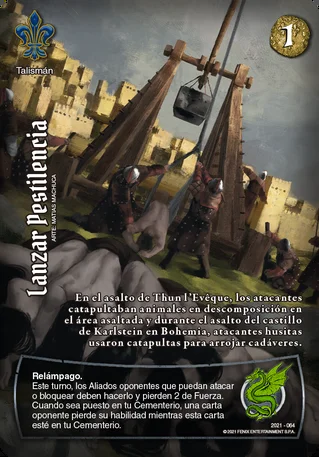 1
Talismán
Lanzar Pestilencia
ARTE: MATÍAS MACHUCA
En el asalto de Thun l'Evêque, los atacantes
catapultaban animales en descomposición en
el área asaltada y durante el asalto del castillo
de Karlstein en Bohemia, atacantes husitas
usaron catapultas para arrojar cadáveres.
Relámpago.
Este turno, los Aliados oponentes que puedan atacar
o bloquear deben hacerlo y pierden 2 de Fuerza.
Cuando sea puesto en tu Cementerio, una carta
oponente pierde su habilidad mientras esta carta
esté en tu Cementerio.
2021 - 064
© 2021 FENIX ENTERTAINMENT S.P.A.